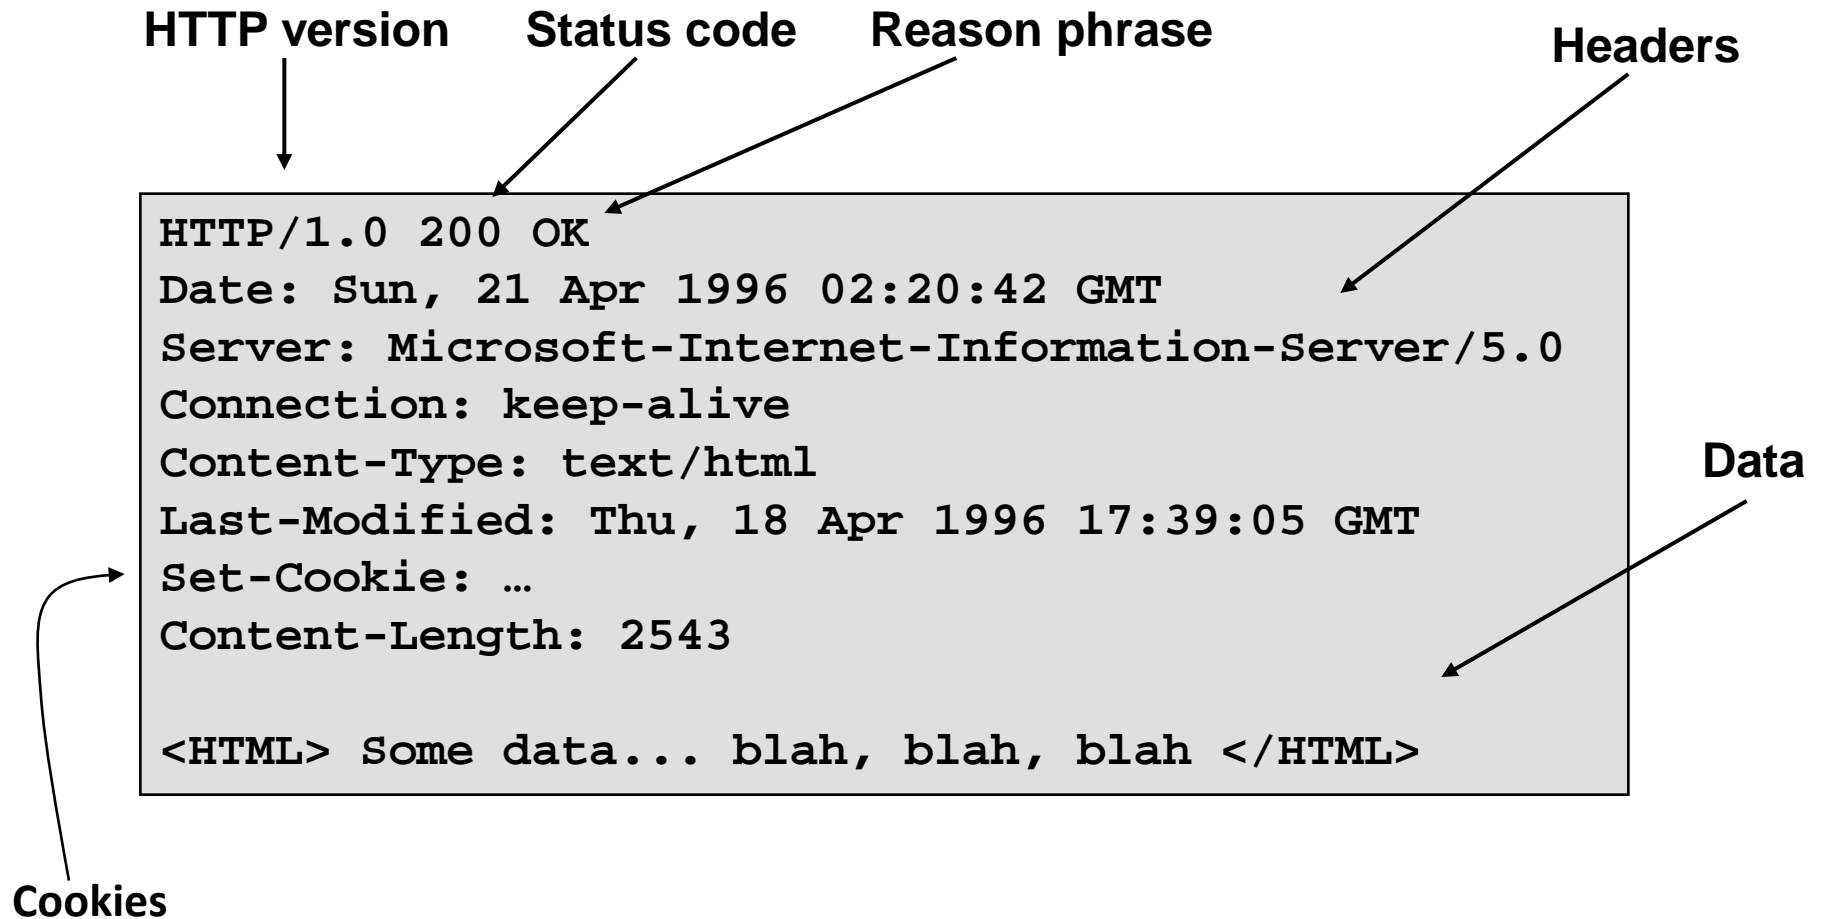 HTTP version Status code Reason phrase Headers
HTTP/1.0 200 OK
Date: Sun, 21 Apr 1996 02:20:42 GMT
Server: Microsoft-Internet-Information-Server/5.0
Connection: keep-alive
Content-Type: text/html
Data
Last-Modified: Thu, 18 Apr 1996 17:39:05 GMT
Set-Cookie: …
Content-Length: 2543
<HTML> Some data... blah, blah, blah </HTML>
Cookies